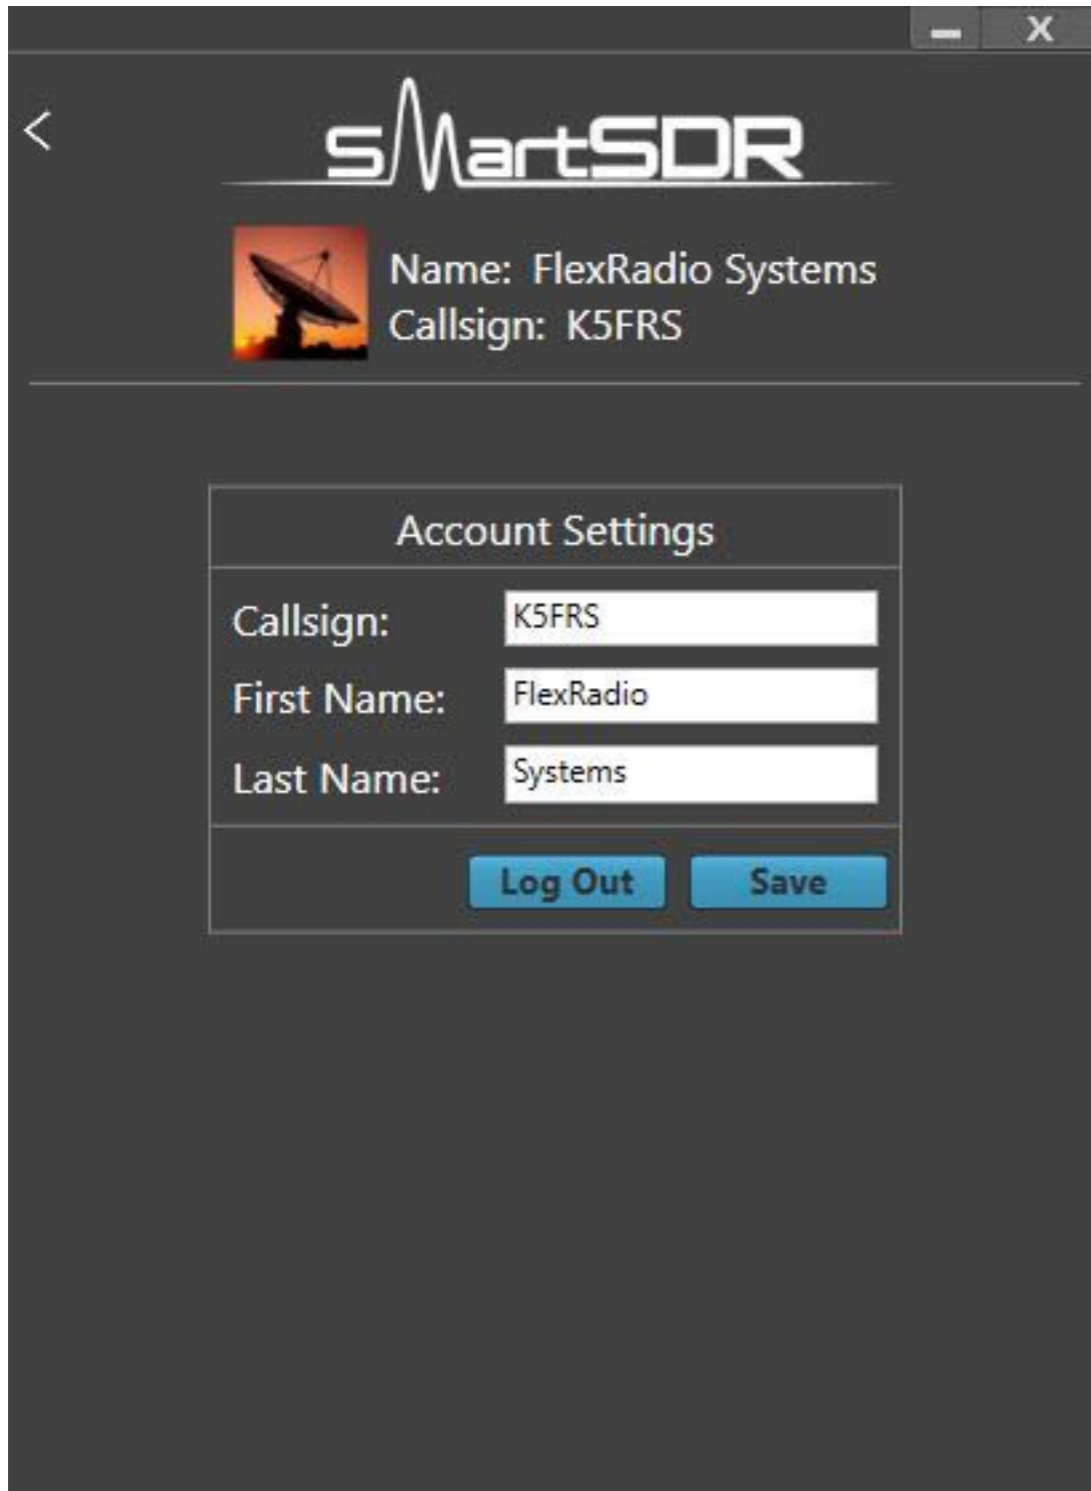 X
<
smartSDR
Name: FlexRadio Systems
Callsign: K5FRS
Account Settings
Callsign: K5FRS
First Name: FlexRadio
Last Name: Systems
Log Out Save